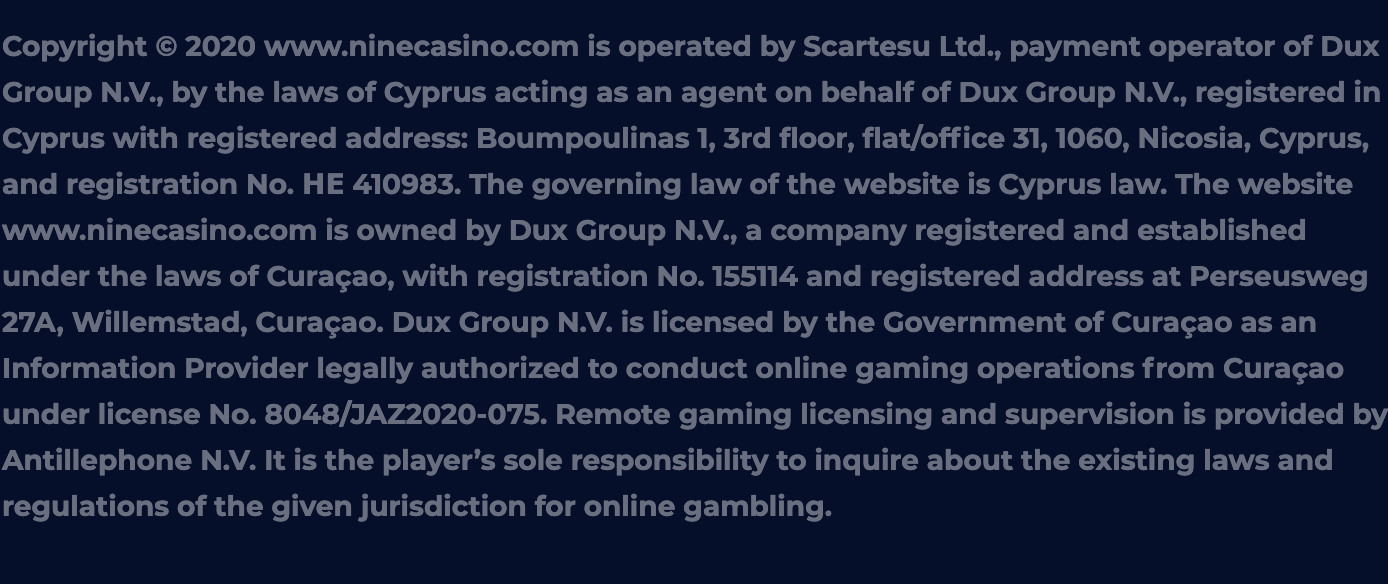 Copyright © 2020 www.ninecasino.com is operated by Scartesu Ltd., payment operator of Dux
Group N.V., by the laws of Cyprus acting as an agent on behalf of Dux Group N.V., registered in
Cyprus with registered address: Boumpoulinas 1, 3rd floor, flat/office 31, 1060, Nicosia, Cyprus,
and registration No. HE 410983. The governing law of the website is Cyprus law. The website
www.ninecasino.com is owned by Dux Group N.V., a company registered and established
under the laws of Curaçao, with registration No. 155114 and registered address at Perseusweg
27A, Willemstad, Curaçao. Dux Group N.V. is licensed by the Government of Curaçao as an
Information Provider legally authorized to conduct online gaming operations from Curaçao
under license No. 8048/JAZ2020-075. Remote gaming licensing and supervision is provided by
Antillephone N.V. It is the player’s sole responsibility to inquire about the existing laws and
regulations of the given jurisdiction for online gambling.